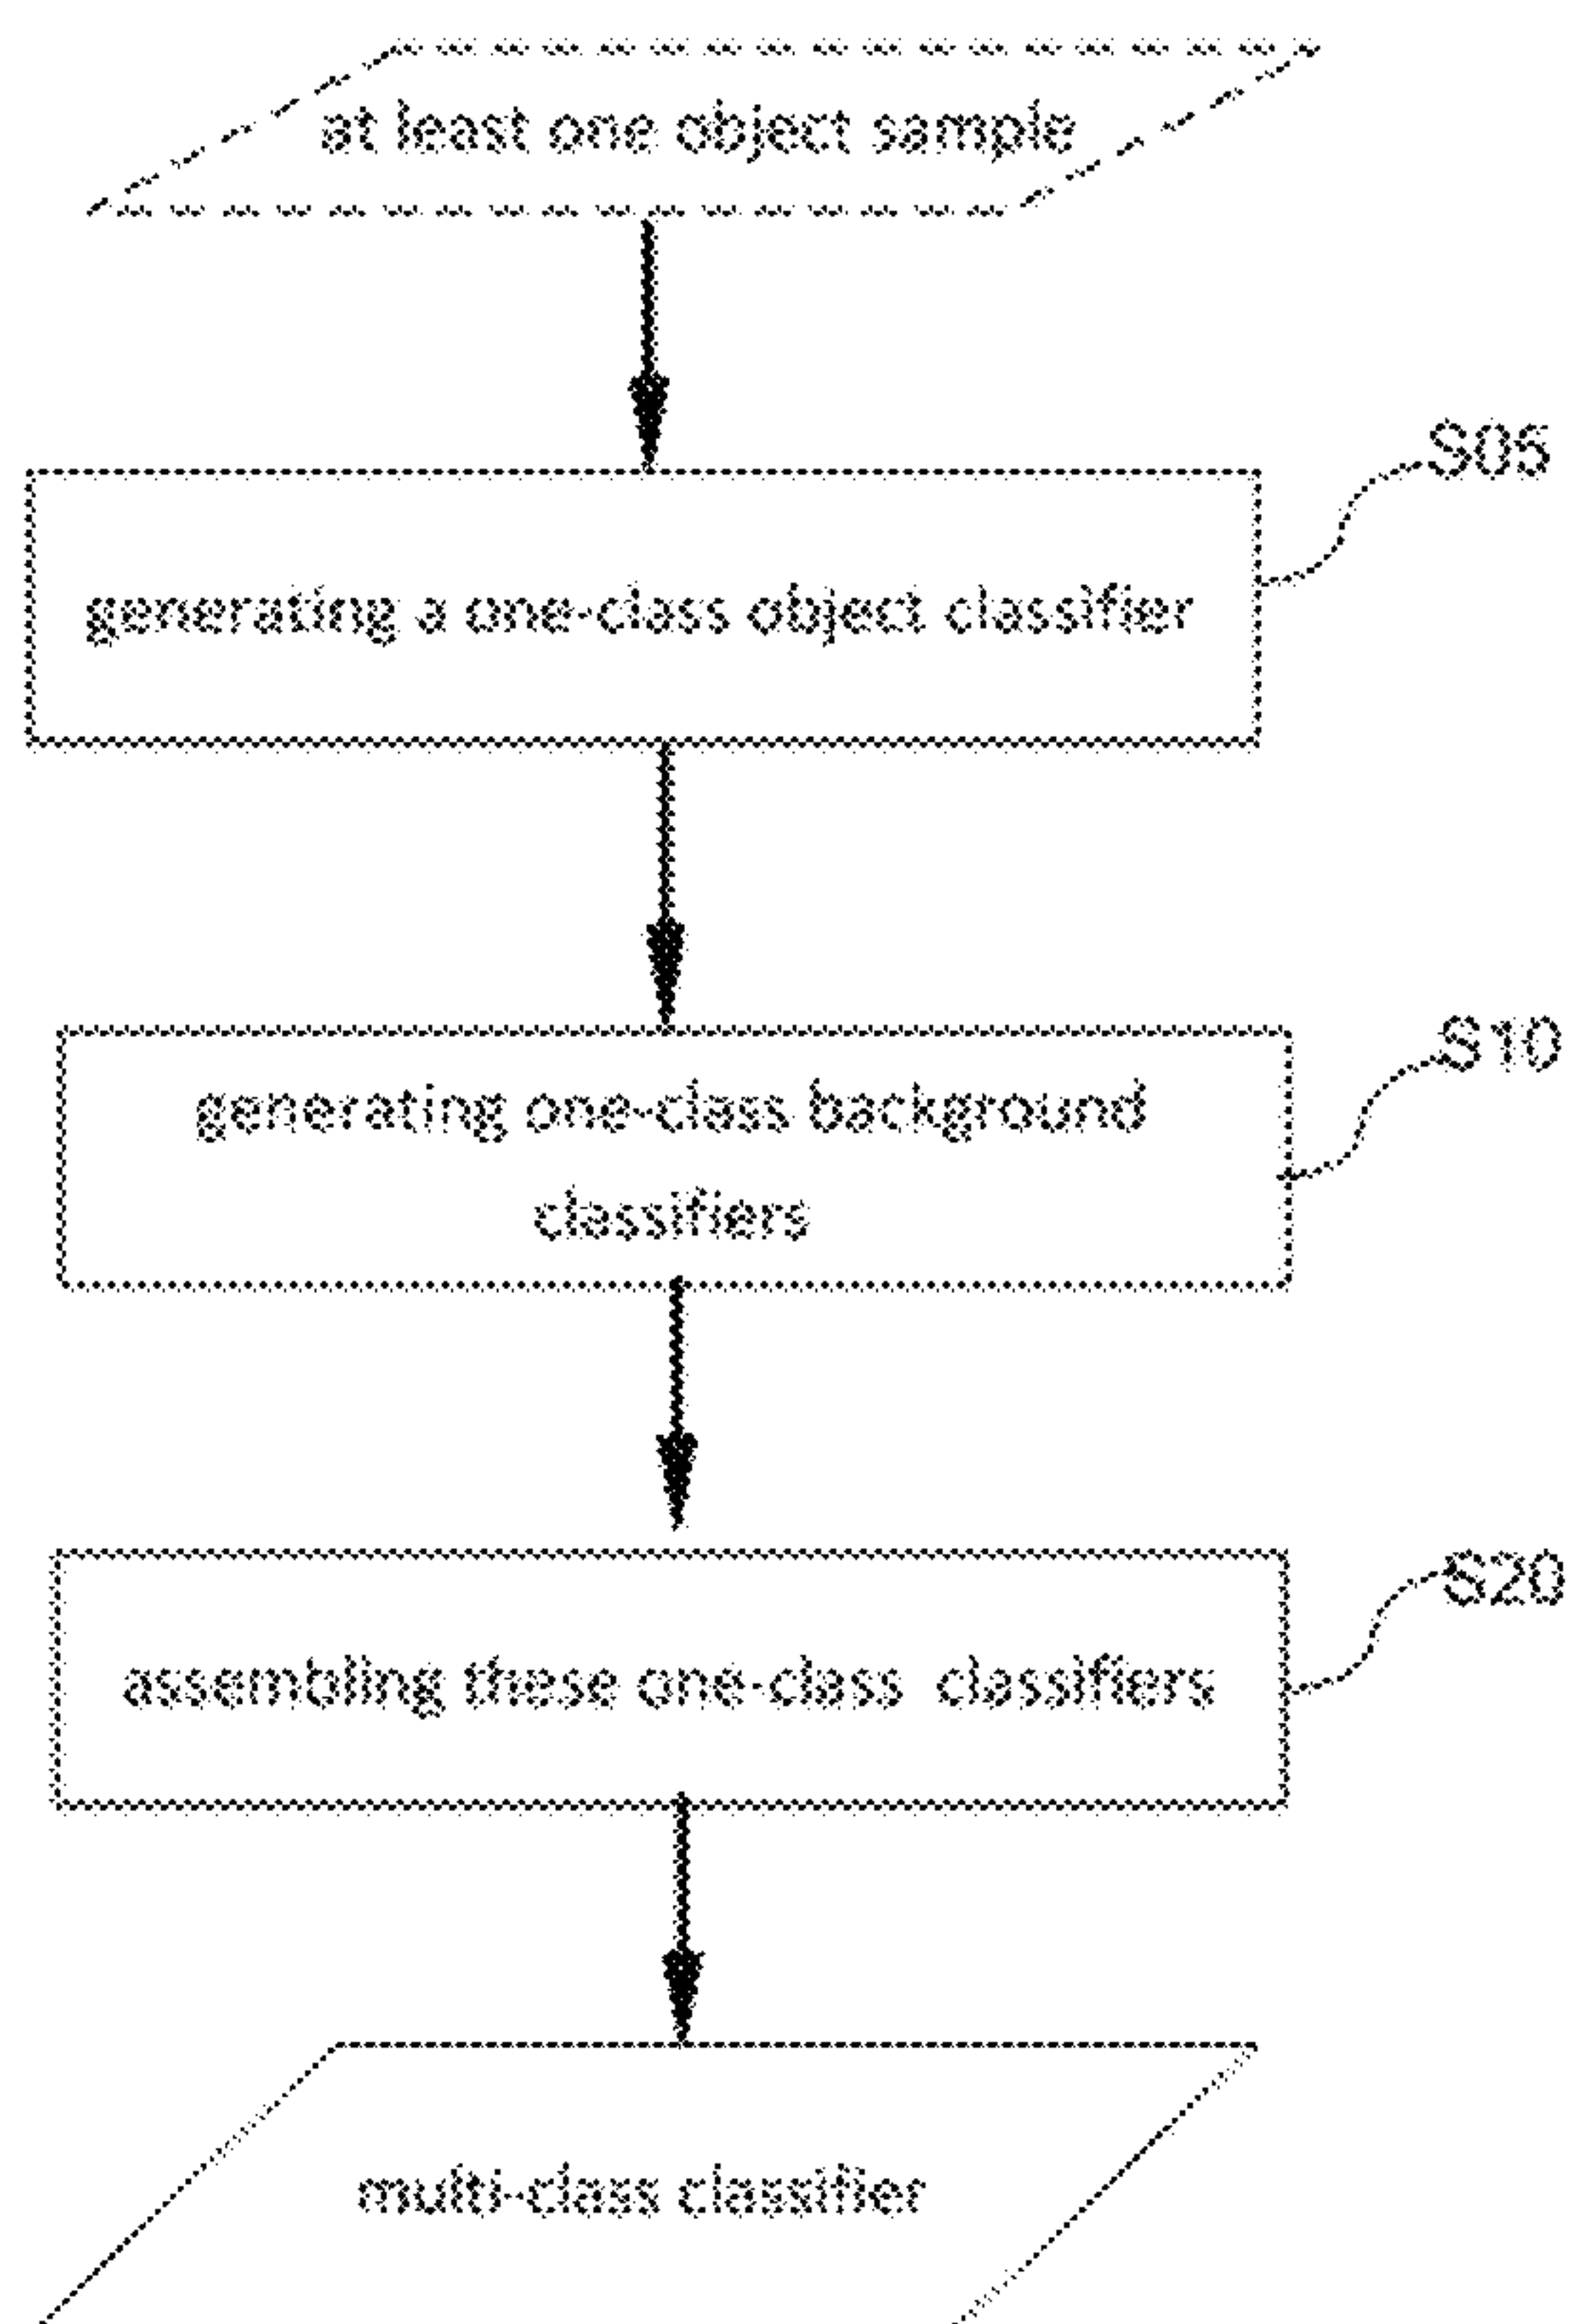 at least one object sample
S05
generating a one-class object classifier
S10
generating one-class background
classifiers
S20
assembling these one-class classifiers
multi-class classifier